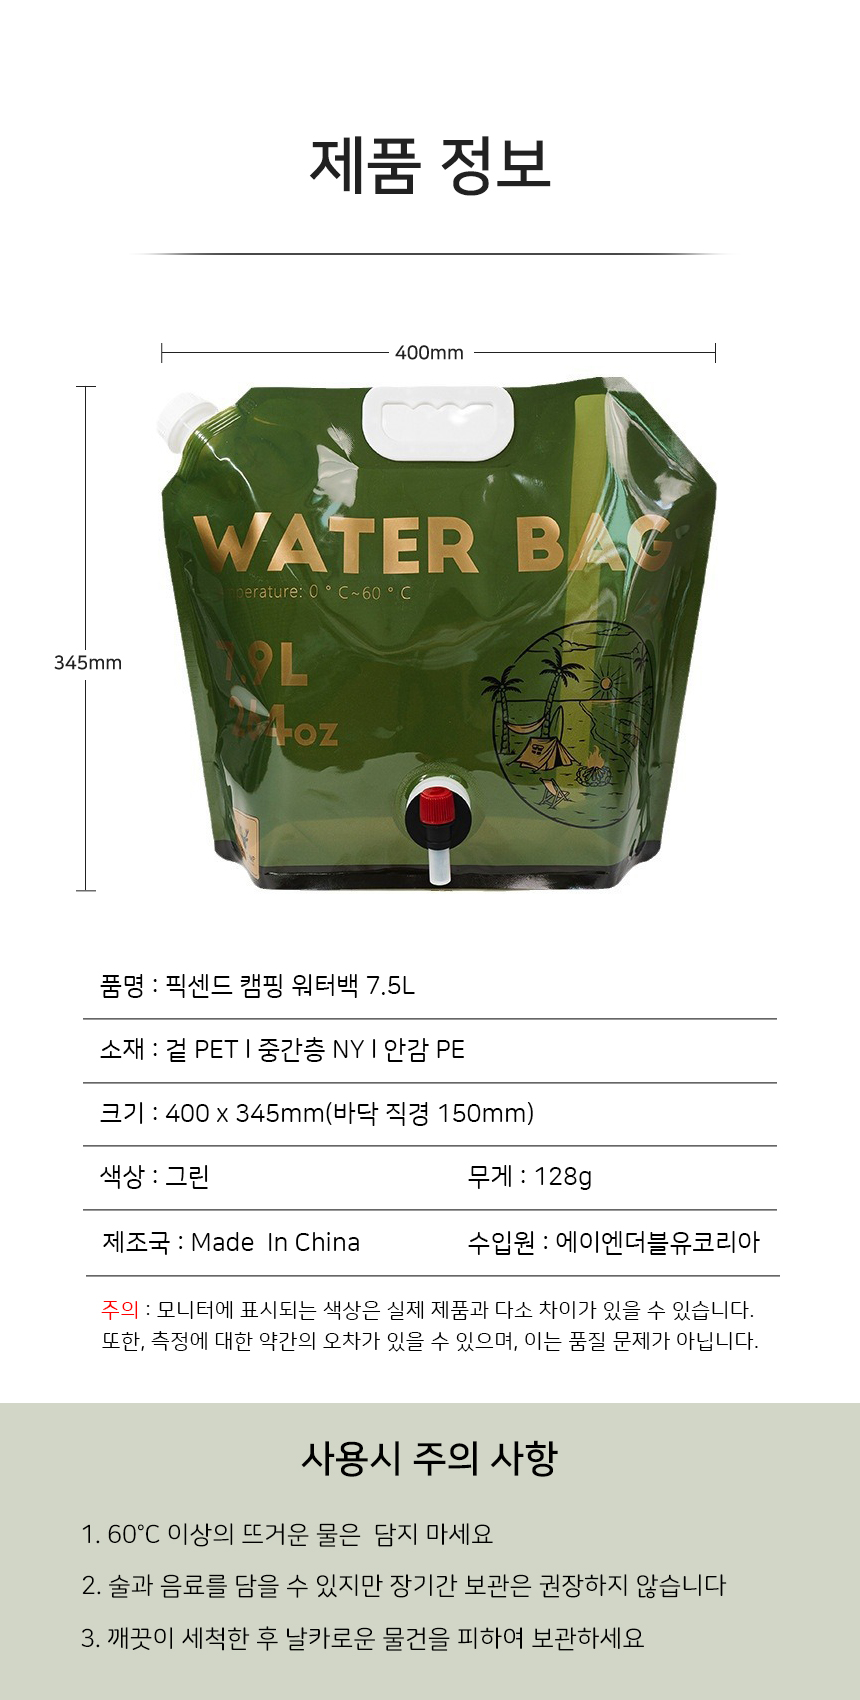 제품 정보
400mm
345mm
WATER BAG
perature: 0 ° C~60 ° C
7.9L
264oz
품명 : 픽센드 캠핑 워터백 7.5L
소재 : 겉 PET I 중간층 NY I 안감 PE
크기 : 400 x 345mm(바닥 직경 150mm)
색상 : 그린 무게 : 128g
제조국 : Made In China 수입원 : 에이엔더블유코리아
주의 : 모니터에 표시되는 색상은 실제 제품과 다소 차이가 있을 수 있습니다.
또한, 측정에 대한 약간의 오차가 있을 수 있으며, 이는 품질 문제가 아닙니다.
사용시 주의 사항
1. 60°C 이상의 뜨거운 물은 담지 마세요
2. 술과 음료를 담을 수 있지만 장기간 보관은 권장하지 않습니다
3. 깨끗이 세척한 후 날카로운 물건을 피하여 보관하세요